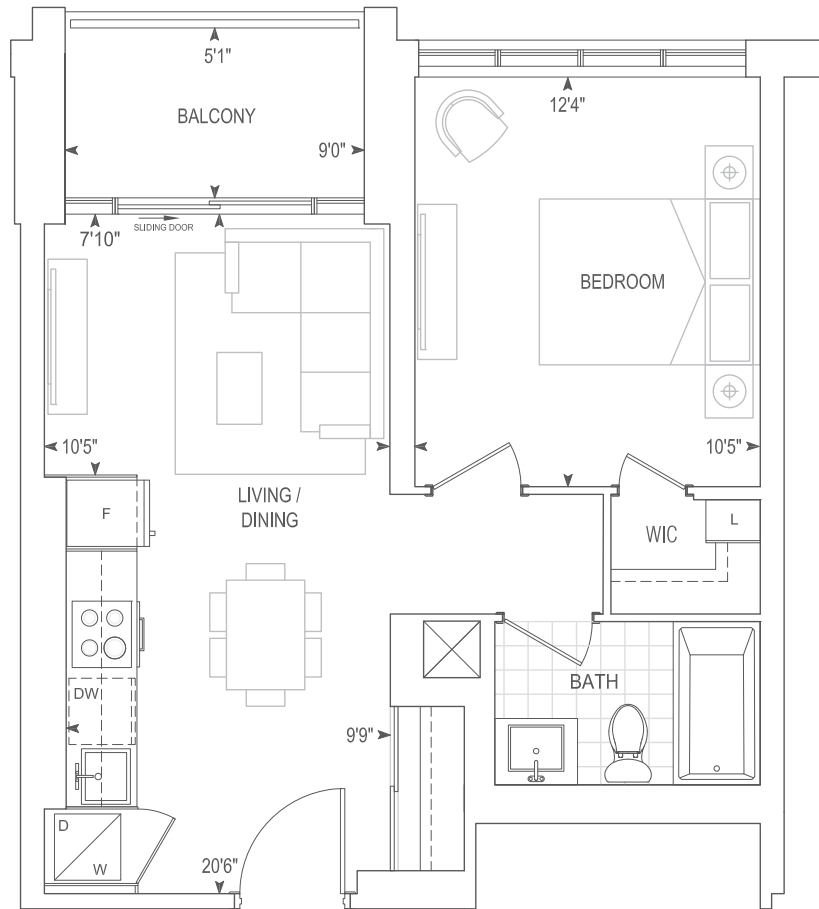 5'1"
12'4"
BALCONY
9'0"
7'10"
SLIDING DOOR
BEDROOM
10'5"
10'5"
LIVING /
DINING
F
L
WIC
DW
BATH
9'9"
D
W
20'6"